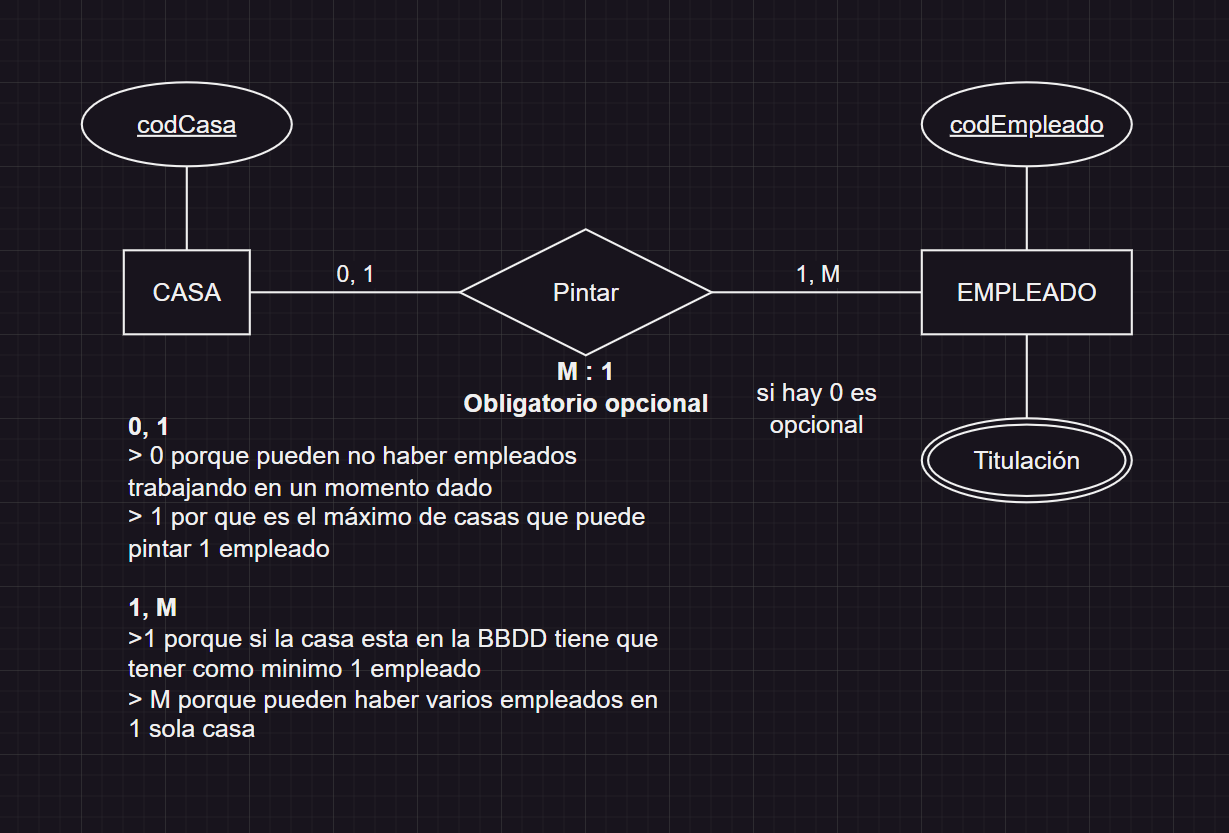 codCasa
codEmpleado
CASA
0, 1
Pintar
1, M
EMPLEADO
M : 1
Obligatorio opcional
si hay 0 es
opcional
Titulación
0, 1
> 0 porque pueden no haber empleados
trabajando en un momento dado
> 1 por que es el máximo de casas que puede
pintar 1 empleado
1, M
>1 porque si la casa esta en la BBDD tiene que
tener como minimo 1 empleado
> M porque pueden haber varios empleados en
1 sola casa